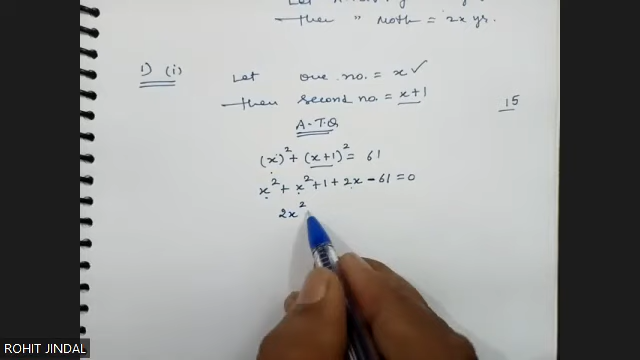 then " Moth = 2x yrs.
1) (i) Let one no. = x ✓
then second no. = x+1
15
A-T.Q
(x)² + (x+1)² = 61
x² + x² + 1 + 2x - 61 = 0
2x²
ROHIT JINDAL